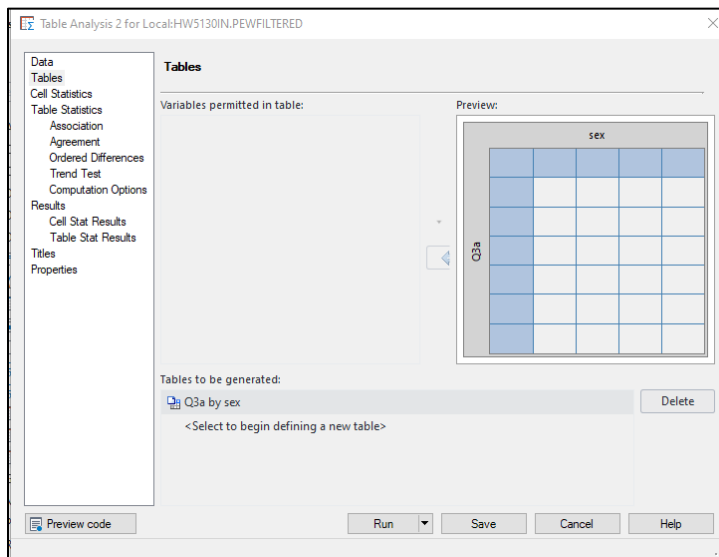 Table Analysis 2 for Local:HW5130IN.PEWFILTERED
Data
Tables
Cell Statistics
Table Statistics
Association
Agreement
Ordered Differences
Trend Test
Computation Options
Results
Cell Stat Results
Table Stat Results
Titles
Properties
Tables
Variables permitted in table:
Preview:
sex
Q3a
Tables to be generated:
Q3a by sex
Delete
<Select to begin defining a new table>
Preview code
Run
Save
Cancel
Help